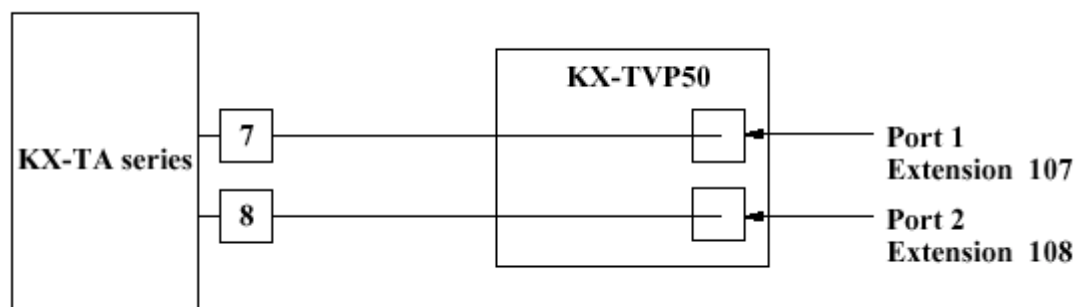 KX-TVP50
7
KX-TA series
Port 1
Extension 107
8
Port 2
Extension 108